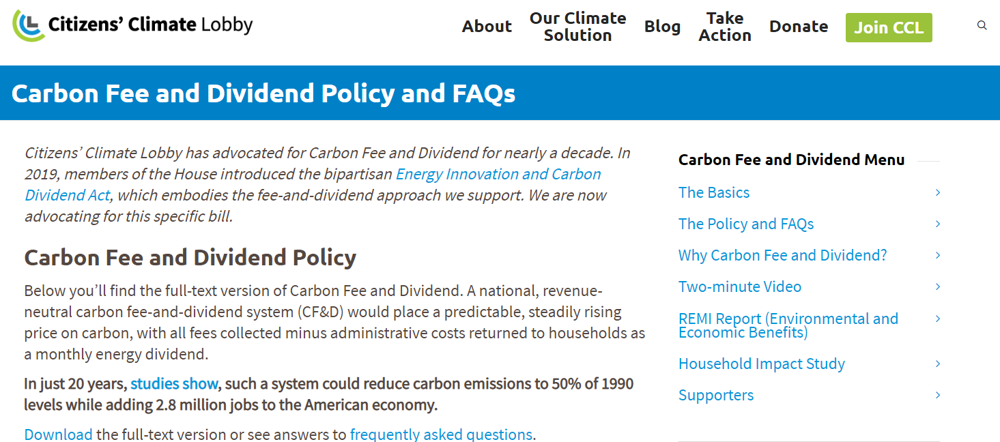 Citizens' Climate Lobby
About
Our Climate
Solution
Blog
Take
Action
Donate
Join CCL
Carbon Fee and Dividend Policy and FAQs
Citizens' Climate Lobby has advocated for Carbon Fee and Dividend for nearly a decade. In
2019, members of the House introduced the bipartisan Energy Innovation and Carbon
Dividend Act, which embodies the fee-and-dividend approach we support. We are now
advocating for this specific bill.
Carbon Fee and Dividend Policy
Below you'll find the full-text version of Carbon Fee and Dividend. A national, revenue-
neutral carbon fee-and-dividend system (CF&D) would place a predictable, steadily rising
price on carbon, with all fees collected minus administrative costs returned to households as
a monthly energy dividend.
In just 20 years, studies show, such a system could reduce carbon emissions to 50% of 1990
levels while adding 2.8 million jobs to the American economy.
Download the full-text version or see answers to frequently asked questions.
Carbon Fee and Dividend Menu
The Basics
The Policy and FAQs
Why Carbon Fee and Dividend?
Two-minute Video
REMI Report (Environmental and
Economic Benefits)
Household Impact Study
Supporters